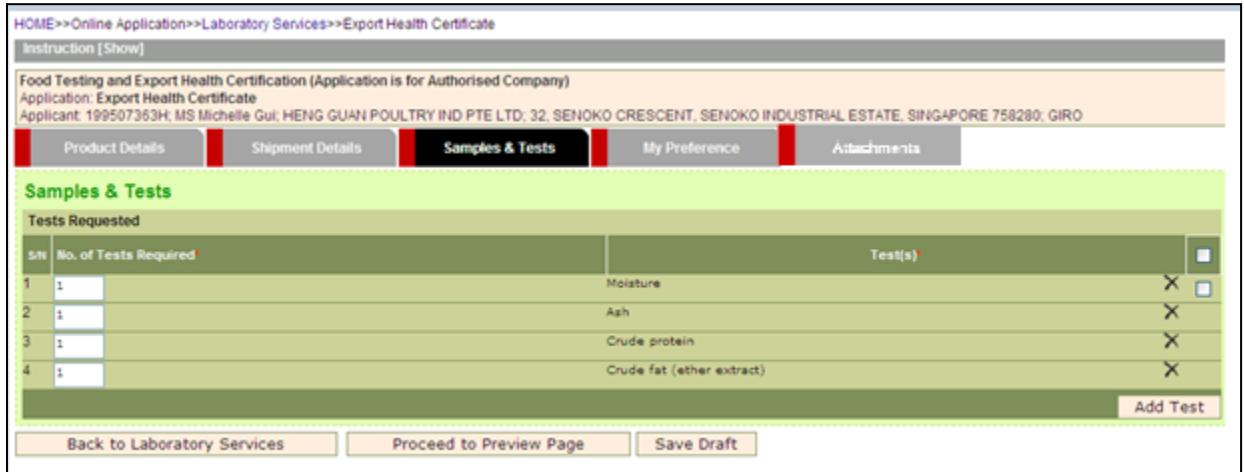 HOME>>Online Application>>Laboratory Services>>Export Health Certificate
Instruction [Show]
Food Testing and Export Health Certification (Application is for Authorised Company)
Application: Export Health Certificate
Applicant: 199507363H; MS Michelle Gui; HENG GUAN POULTRY IND PTE LTD; 32, SENOKO CRESCENT, SENOKO INDUSTRIAL ESTATE, SINGAPORE 758280; GIRO
Product Details Shipment Details Samples & Tests My Preference Attachments
Samples & Tests
Tests Requested
S/N No. of Tests Required* Test(s)*
1 1 Moisture X
2 1 Ash X
3 1 Crude protein X
4 1 Crude fat (ether extract) X
Add Test
Back to Laboratory Services Proceed to Preview Page Save Draft